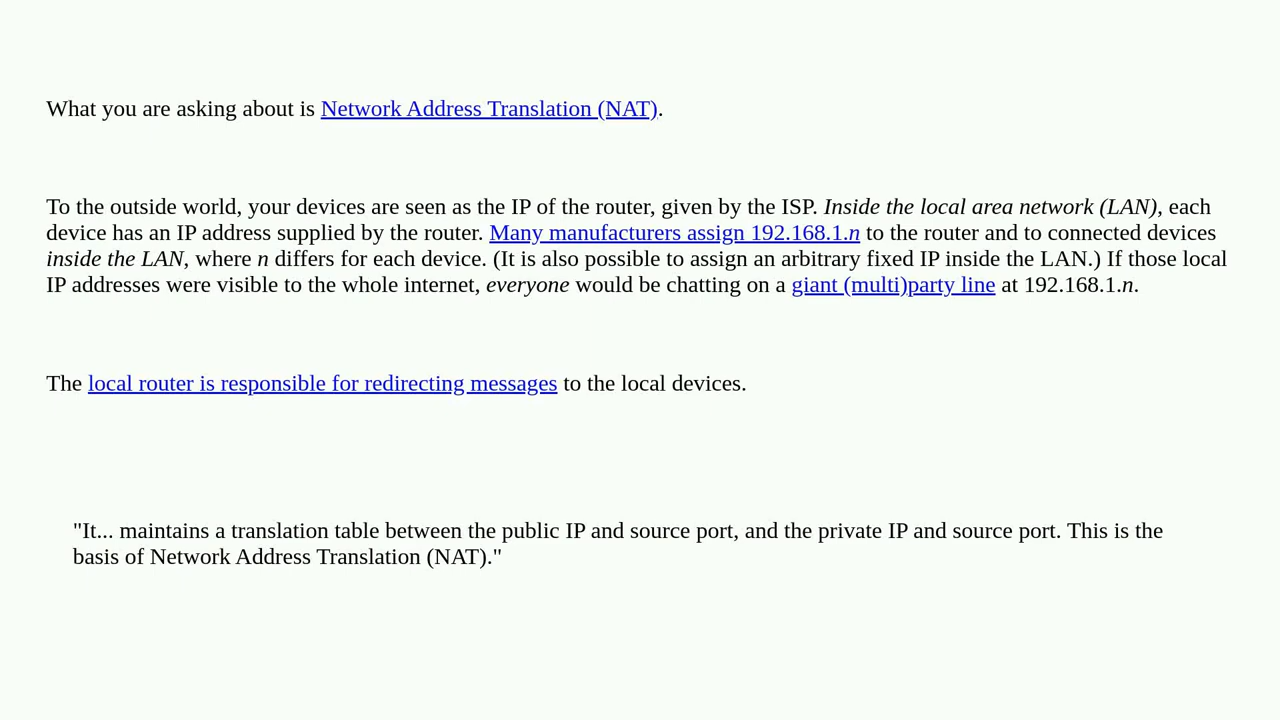 What you are asking about is Network Address Translation (NAT).
To the outside world, your devices are seen as the IP of the router, given by the ISP. Inside the local area network (LAN), each
device has an IP address supplied by the router. Many manufacturers assign 192.168.1.n to the router and to connected devices
inside the LAN, where n differs for each device. (It is also possible to assign an arbitrary fixed IP inside the LAN.) If those local
IP addresses were visible to the whole internet, everyone would be chatting on a giant (multi)party line at 192.168.1.n.
The local router is responsible for redirecting messages to the local devices.
"It... maintains a translation table between the public IP and source port, and the private IP and source port. This is the
basis of Network Address Translation (NAT)."